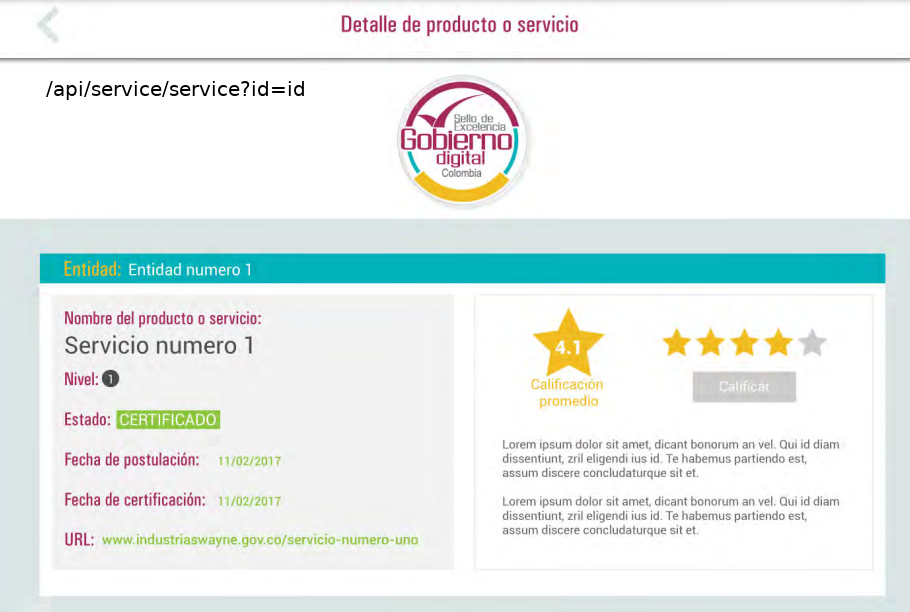 Detalle de producto o servicio
/api/service/service?id=id
Sello de
Excelencia
Gobierno
digital
Colombia
Entidad: Entidad numero 1
Nombre del producto o servicio:
Servicio numero 1
Nivel: 1
Estado: CERTIFICADO
Fecha de postulación: 11/02/2017
Fecha de certificación: 11/02/2017
URL: www.industriaswayne.gov.co/servicio-numero-uno
4.1
Calificación
promedio
Calificar
Lorem ipsum dolor sit amet, dicant bonorum an vel. Qui id diam
dissentiunt, zril eligendi ius id. Te habemus partiendo est,
assum discere concludaturque sit et.
Lorem ipsum dolor sit amet, dicant bonorum an vel. Qui id diam
dissentiunt, zril eligendi ius id. Te habemus partiendo est,
assum discere concludaturque sit et.